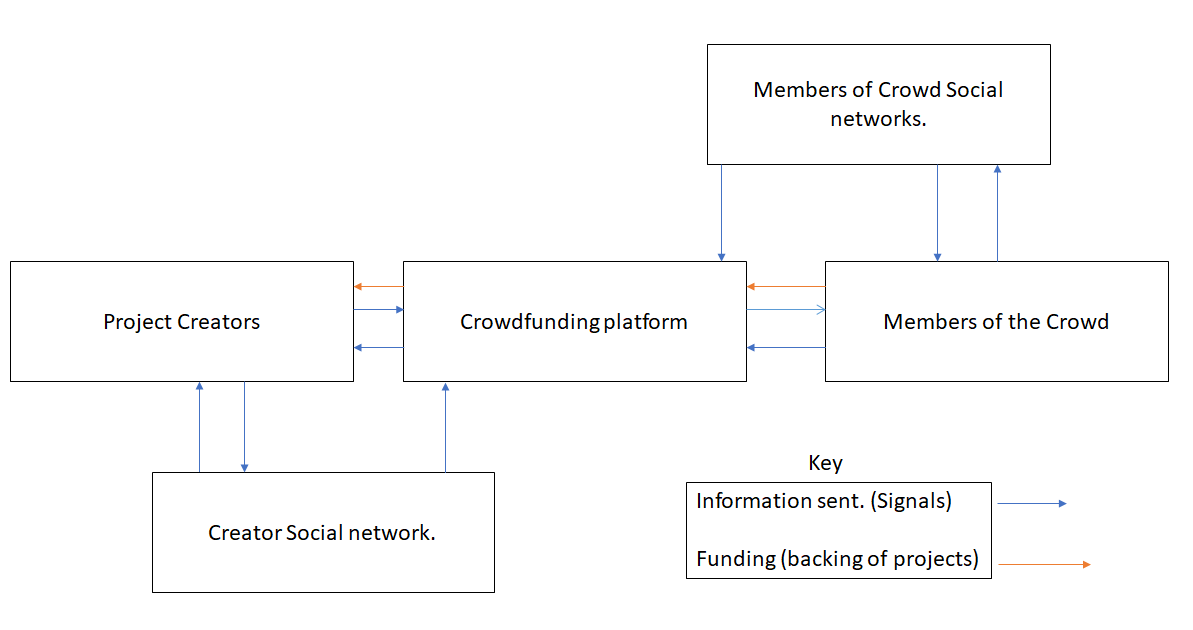 Members of Crowd Social
networks.
Project Creators
Crowdfunding platform
Members of the Crowd
Creator Social network.
Key
Information sent. (Signals)
Funding (backing of projects)